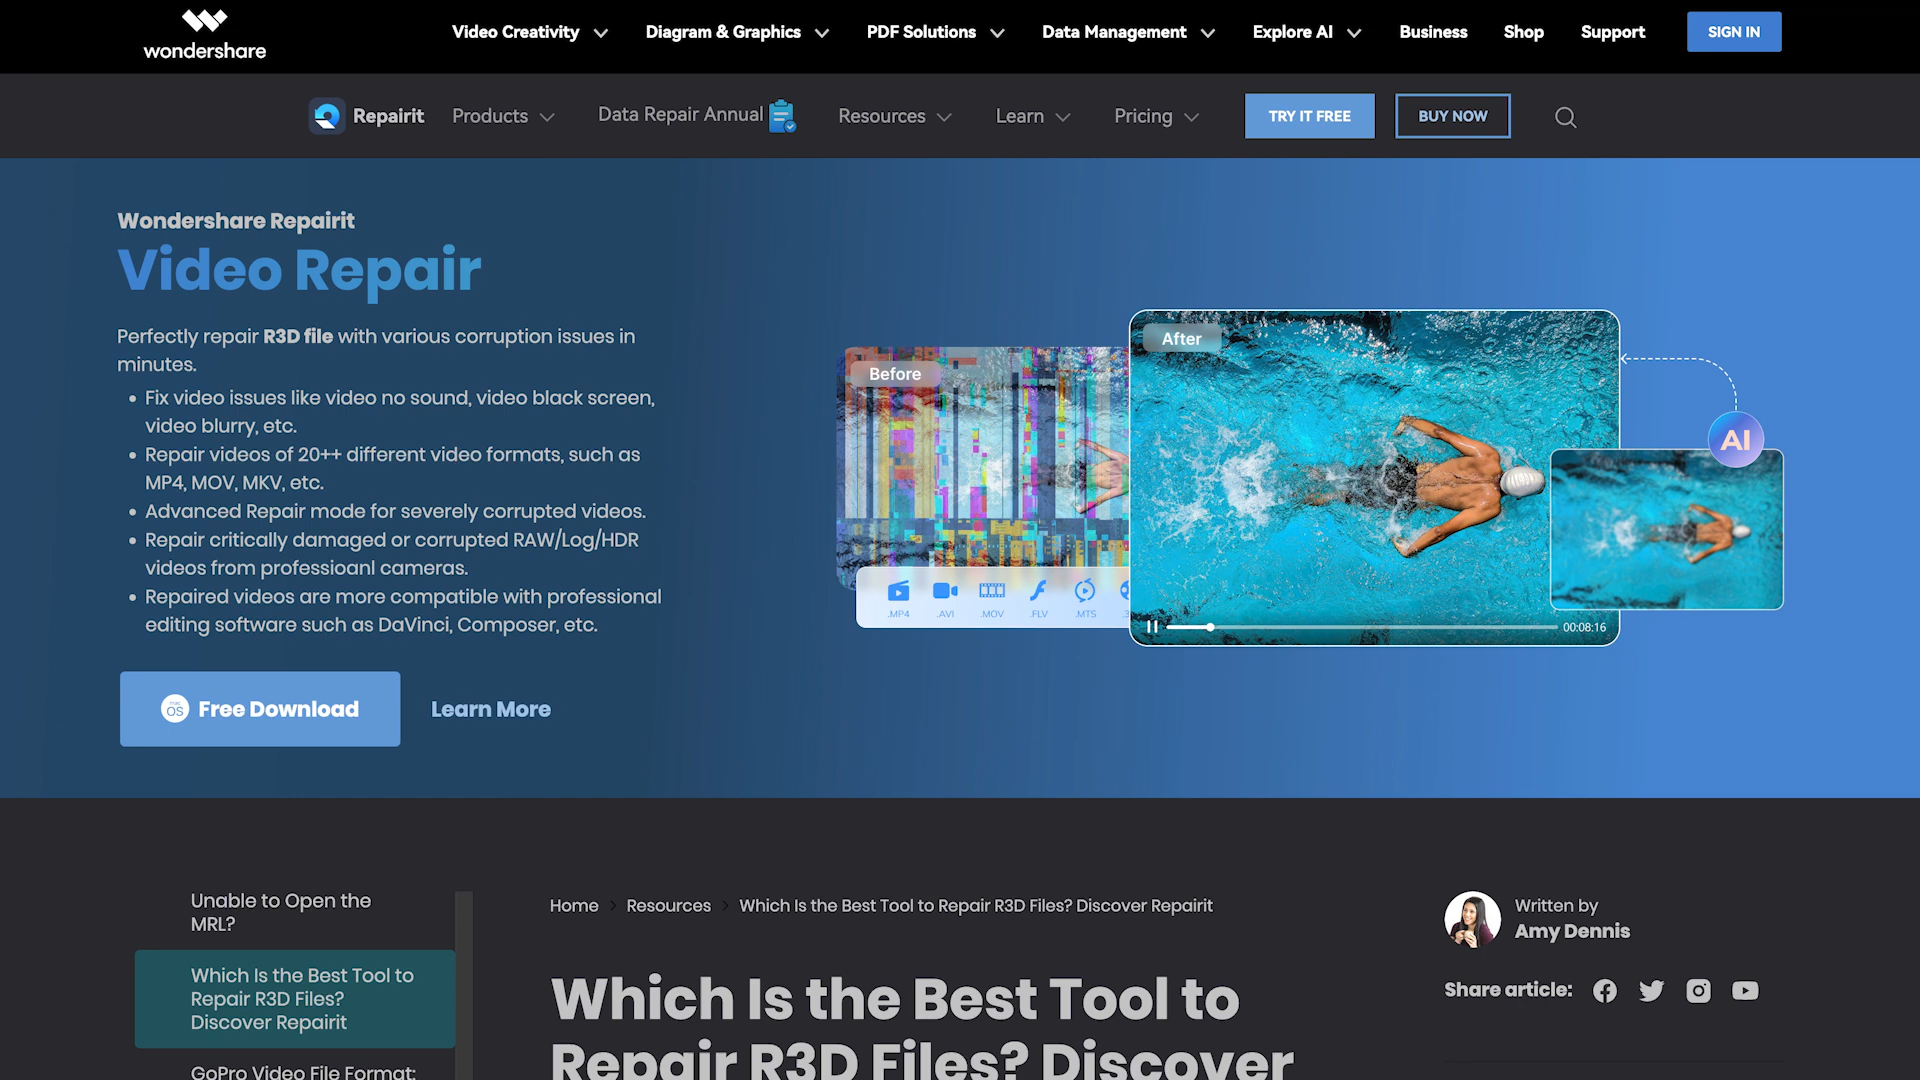 wondershare
Video Creativity
Diagram & Graphics
PDF Solutions
Data Management
Explore AI
Business
Shop
Support
SIGN IN
Repairit
Products
Data Repair Annual
Resources
Learn
Pricing
TRY IT FREE
BUY NOW
Wondershare Repairit
Video Repair
Perfectly repair R3D file with various corruption issues in
minutes.
Fix video issues like video no sound, video black screen,
video blurry, etc.
Repair videos of 20++ different video formats, such as
MP4, MOV, MKV, etc.
Advanced Repair mode for severely corrupted videos.
Repair critically damaged or corrupted RAW/Log/HDR
videos from professioanl cameras.
Repaired videos are more compatible with professional
editing software such as DaVinci, Composer, etc.
macOS Free Download
Learn More
Before
After
AI
.MP4
.AVI
.MOV
.FLV
.MTS
00:08:16
Unable to Open the
MRL?
Which Is the Best Tool to
Repair R3D Files?
Discover Repairit
GoPro Video File Format:
Home
Resources
Which Is the Best Tool to Repair R3D Files? Discover Repairit
Which Is the Best Tool to
Repair R3D Files? Discover
Written by
Amy Dennis
Share article: